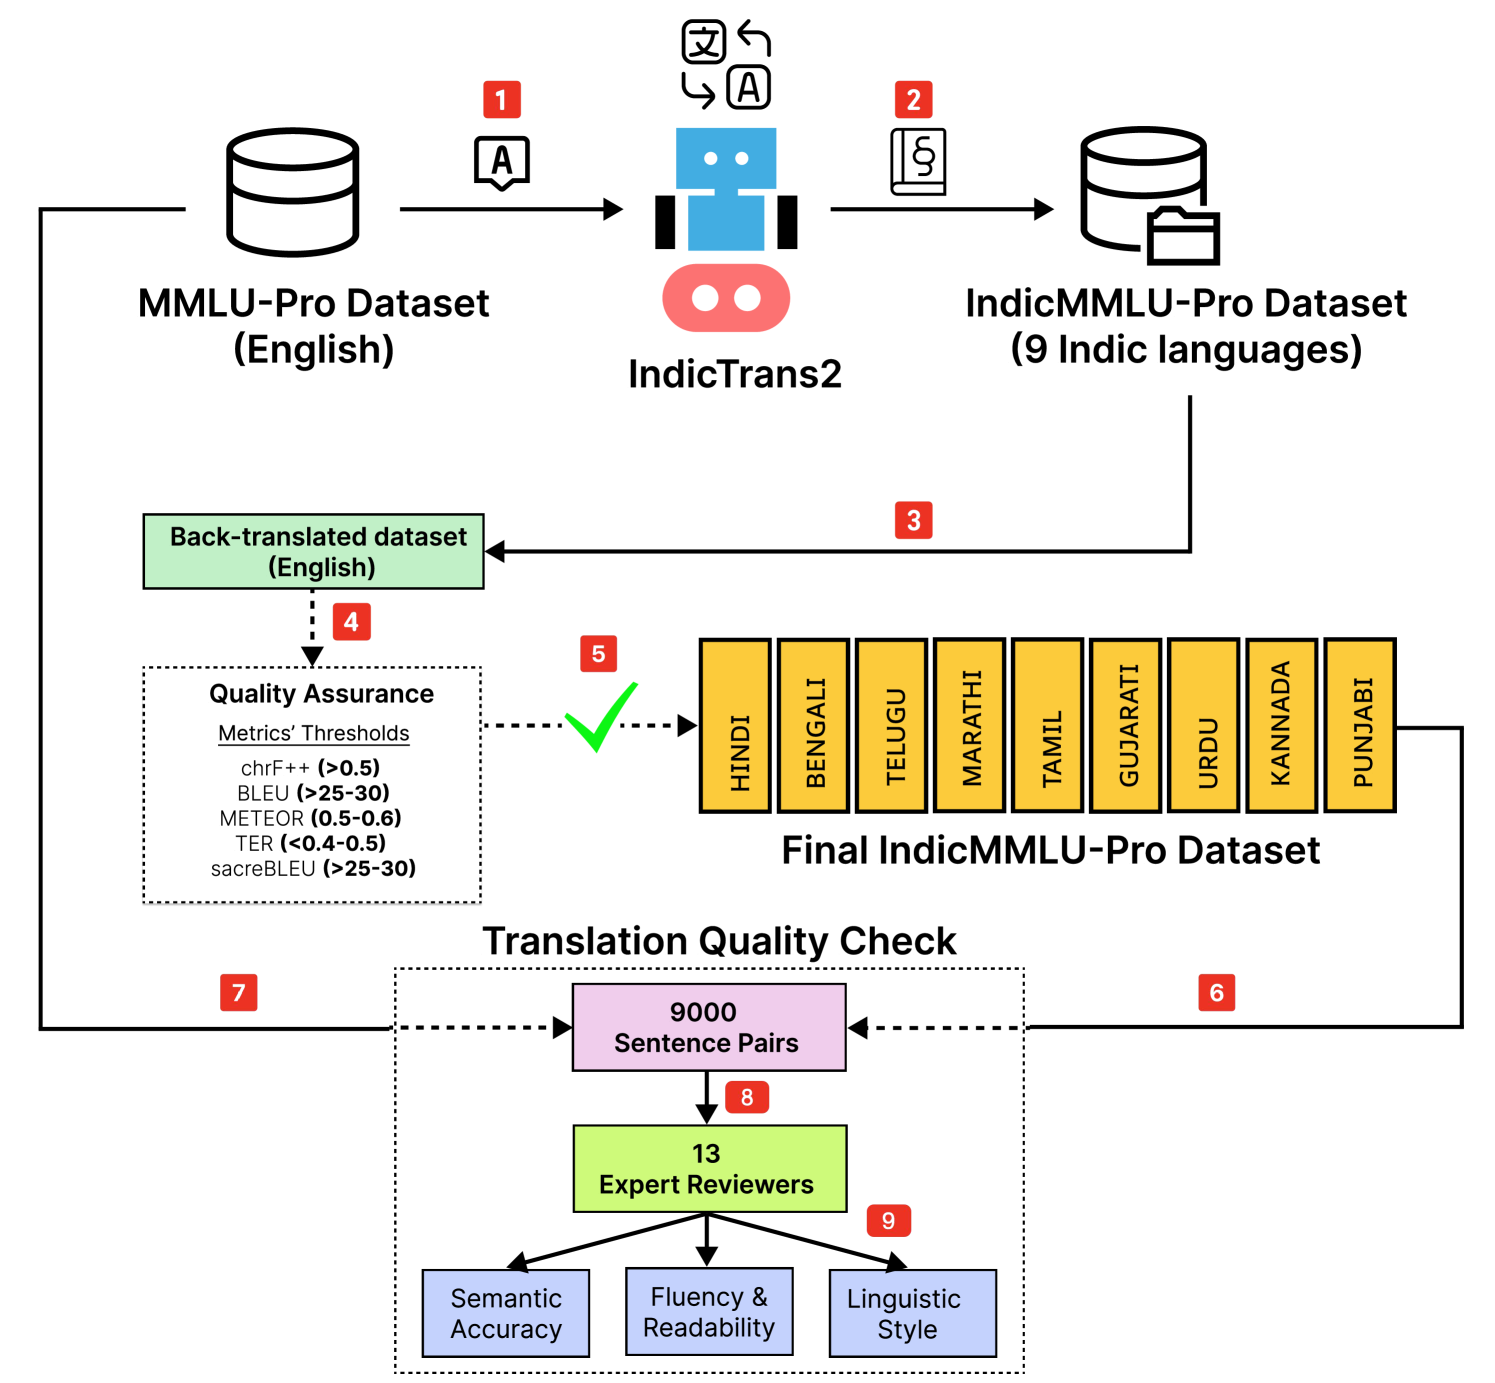 文
A
1
A
2
§
MMLU-Pro Dataset
(English)
IndicTrans2
IndicMMLU-Pro Dataset
(9 Indic languages)
3
Back-translated dataset
(English)
4
Quality Assurance
Metrics’ Thresholds
chrF++ (>0.5)
BLEU (>25-30)
METEOR (0.5-0.6)
TER (<0.4-0.5)
sacreBLEU (>25-30)
5
HINDI
BENGALI
TELUGU
MARATHI
TAMIL
GUJARATI
URDU
KANNADA
PUNJABI
Final IndicMMLU-Pro Dataset
Translation Quality Check
7
6
9000
Sentence Pairs
8
13
Expert Reviewers
9
Semantic
Accuracy
Fluency &
Readability
Linguistic
Style